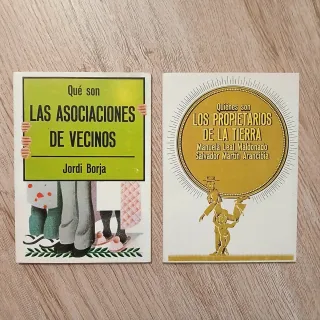 Qué son
LAS ASOCIACIONES
DE VECINOS
Jordi Borja
Quiénes son
LOS PROPIETARIOS
DE LA TIERRA
Manuela Leal Maldonado
Salvador Martín Arancibia